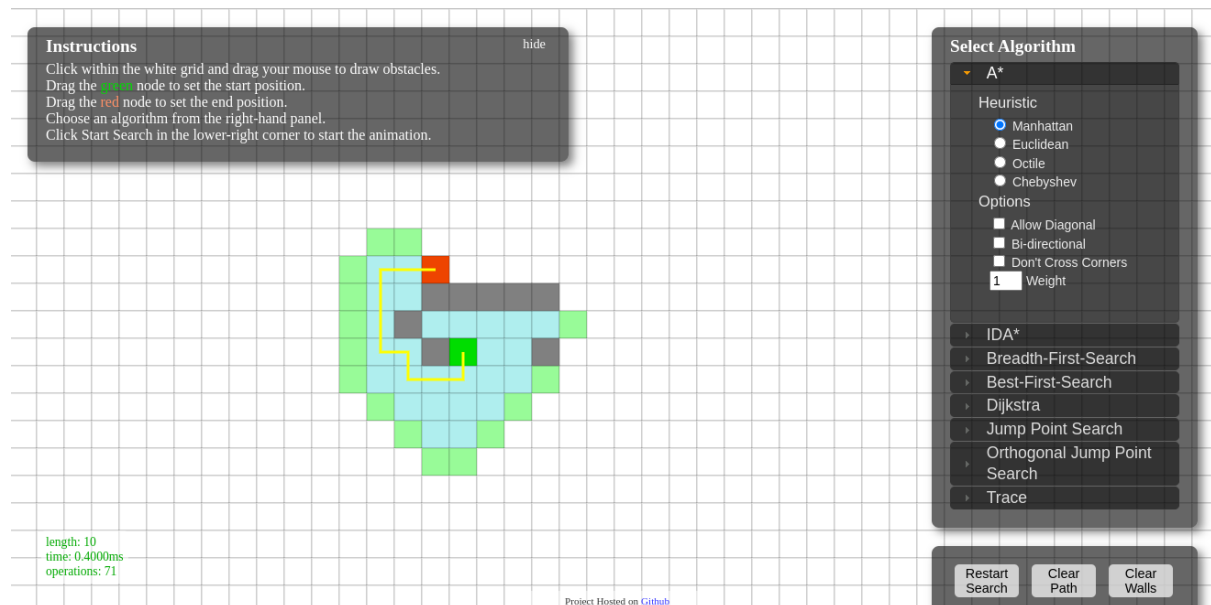 Instructions
hide
Click within the white grid and drag your mouse to draw obstacles.
Drag the green node to set the start position.
Drag the red node to set the end position.
Choose an algorithm from the right-hand panel.
Click Start Search in the lower-right corner to start the animation.
Select Algorithm
A*
Heuristic
Manhattan
Euclidean
Octile
Chebyshev
Options
Allow Diagonal
Bi-directional
Don't Cross Corners
1 Weight
IDA*
Breadth-First-Search
Best-First-Search
Dijkstra
Jump Point Search
Orthogonal Jump Point
Search
Trace
length: 10
time: 0.4000ms
operations: 71
Restart
Search
Clear
Path
Clear
Walls
Project Hosted on Github